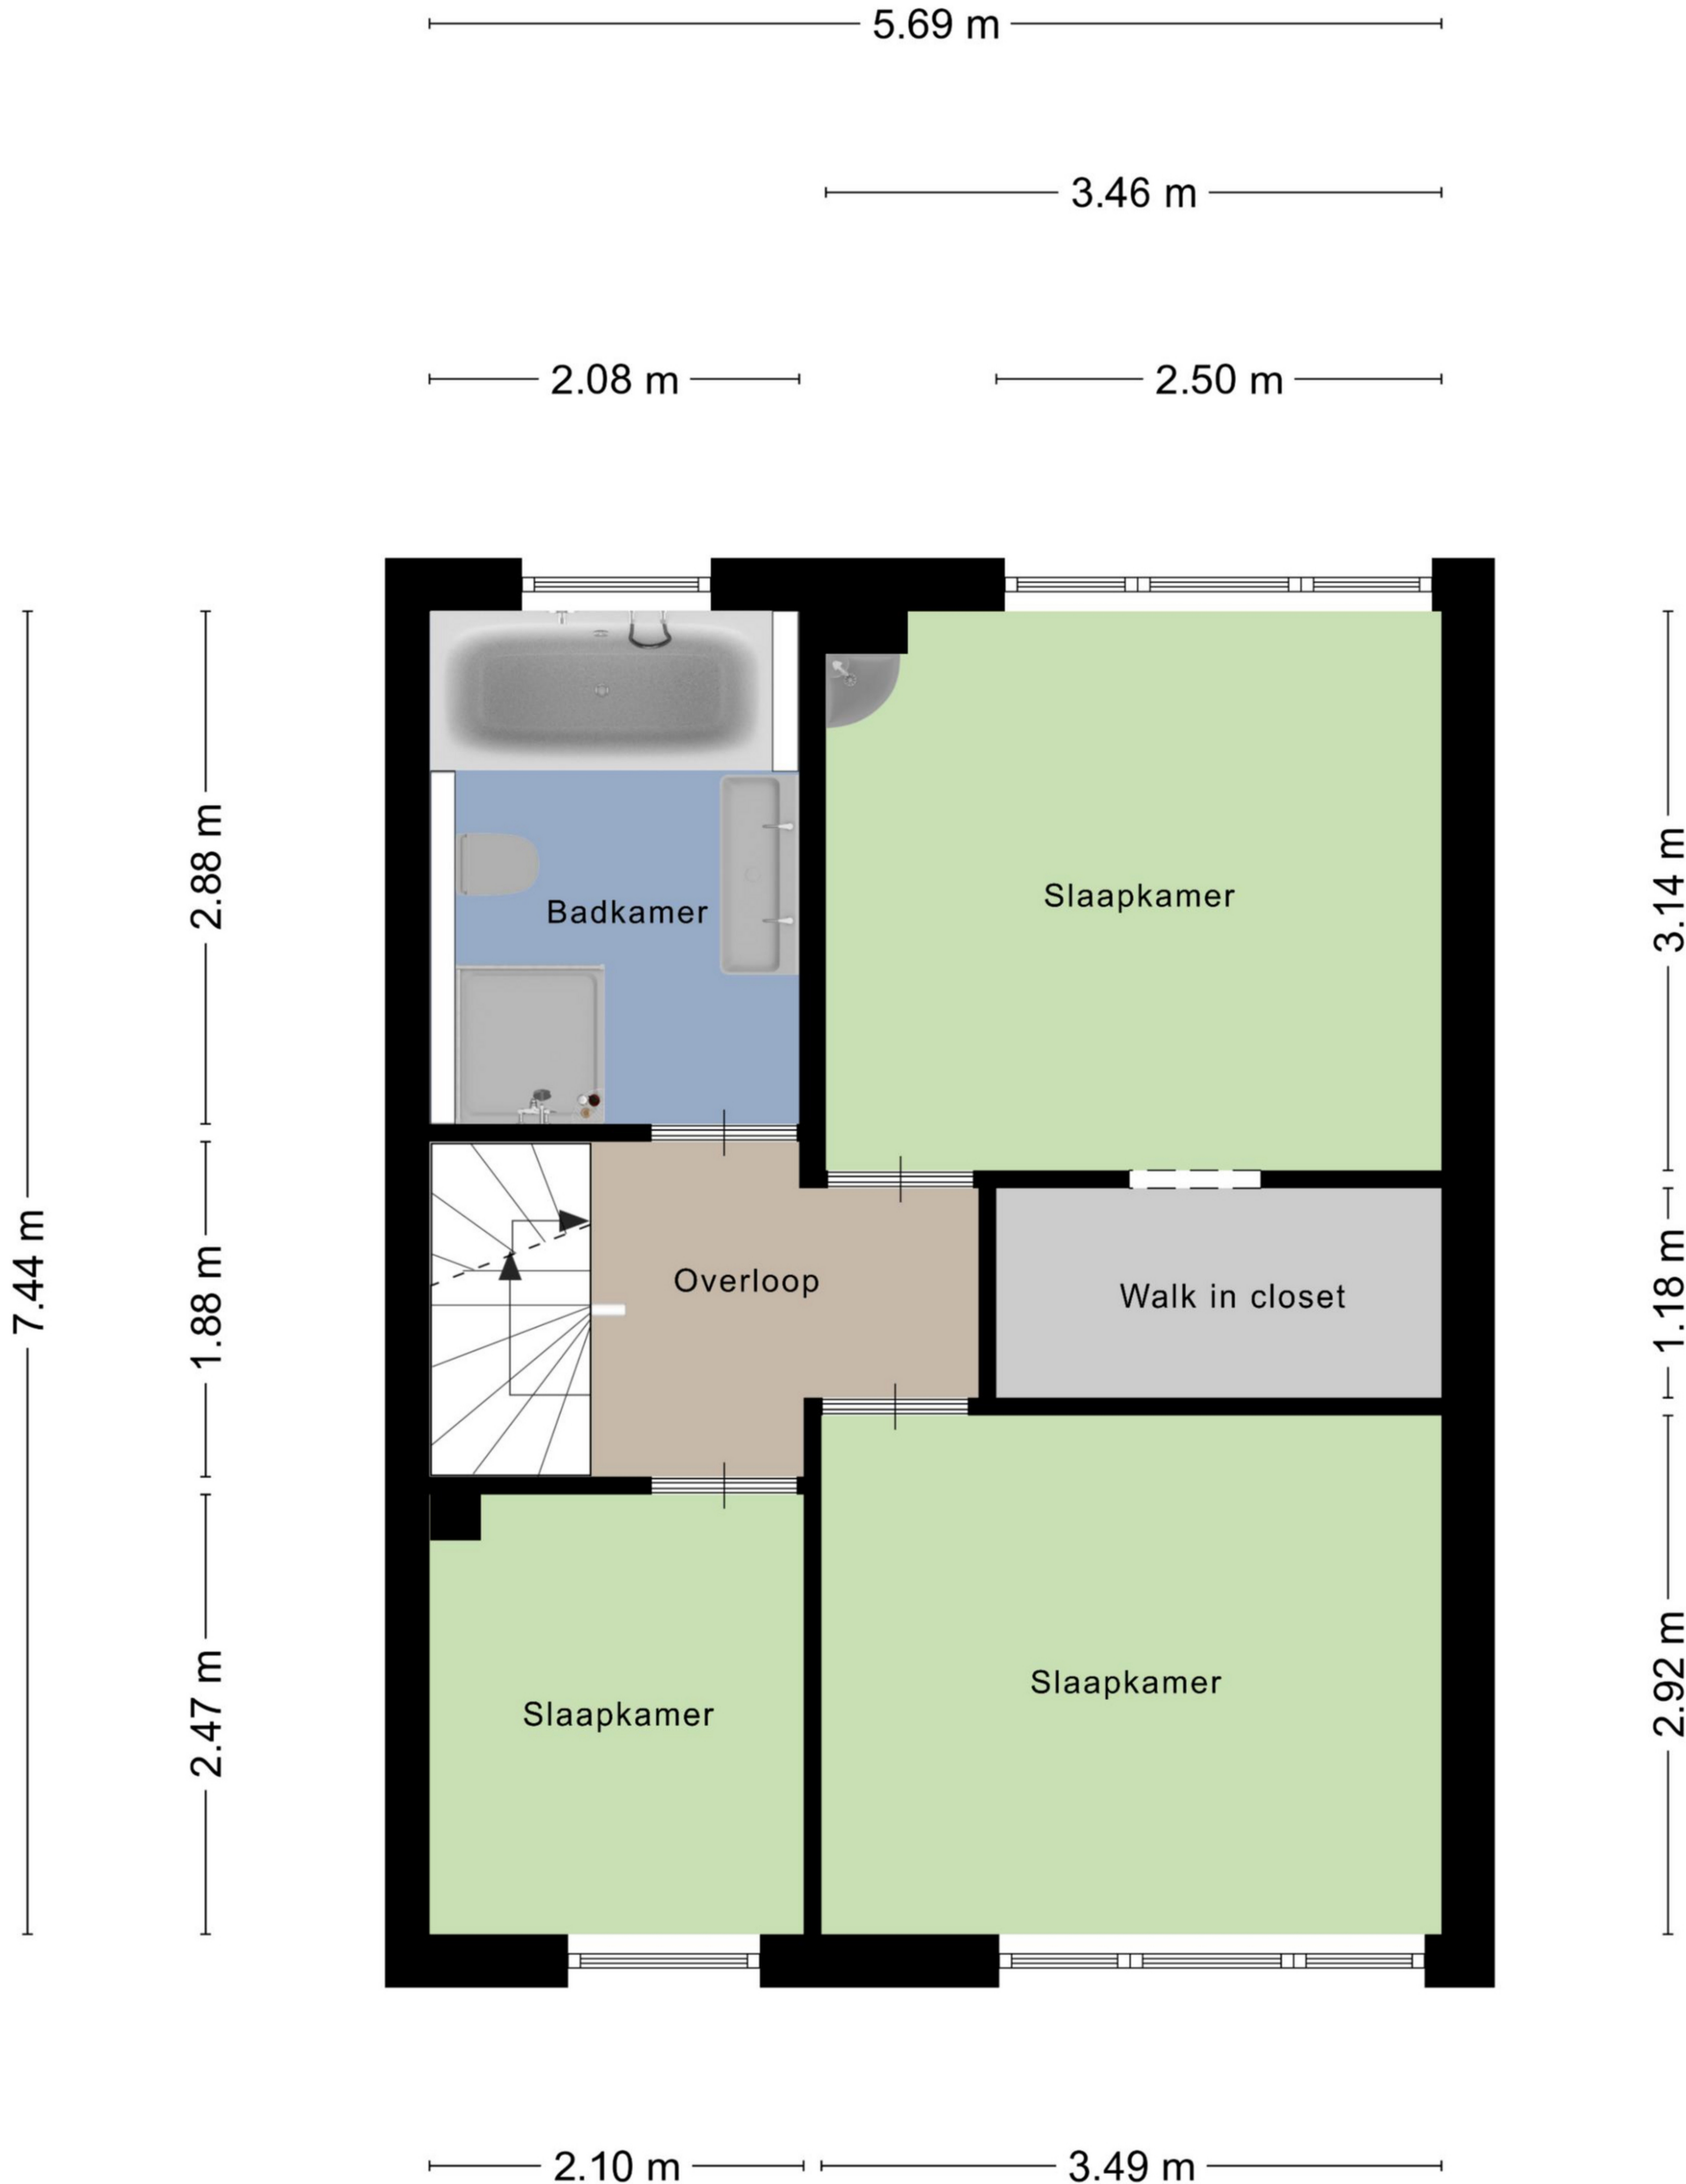 5.69 m
3.46 m
2.08 m
2.50 m
2.88 m
3.14 m
Slaapkamer
Badkamer
7.44 m
1.88 m
Overloop
Walk in closet
1.18 m
2.47 m
Slaapkamer
Slaapkamer
2.92 m
2.10 m
3.49 m